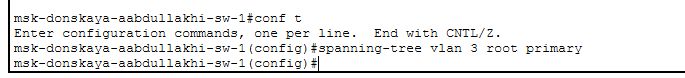 msk-donskaya-aabdullakhi-sw-1#conf t
Enter configuration commands, one per line.  End with CNTL/Z.
msk-donskaya-aabdullakhi-sw-1(config)#spanning-tree vlan 3 root primary
msk-donskaya-aabdullakhi-sw-1(config)#